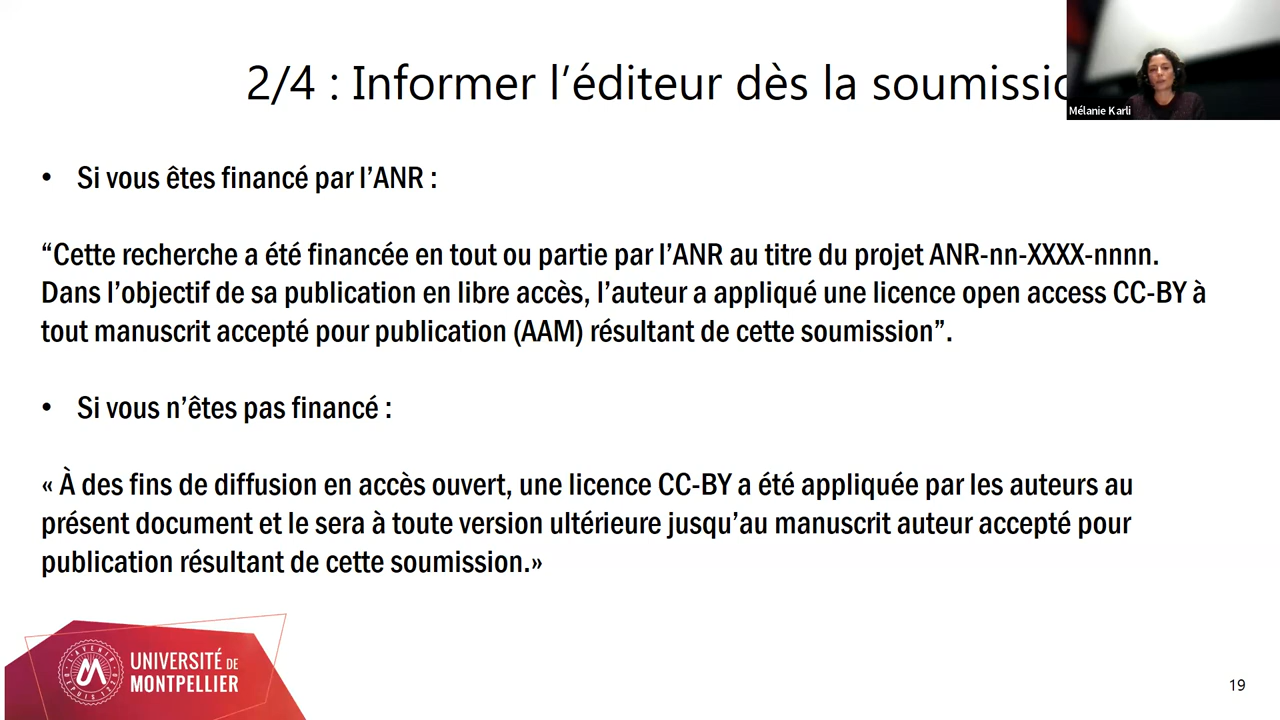 2/4 : Informer l’éditeur dès la soumissio
Mélanie Karli
• Si vous êtes financé par l’ANR :
“Cette recherche a été financée en tout ou partie par l’ANR au titre du projet ANR-nn-XXXX-nnnn.
Dans l’objectif de sa publication en libre accès, l’auteur a appliqué une licence open access CC-BY à
tout manuscrit accepté pour publication (AAM) résultant de cette soumission”.
• Si vous n’êtes pas financé :
« À des fins de diffusion en accès ouvert, une licence CC-BY a été appliquée par les auteurs au
présent document et le sera à toute version ultérieure jusqu’au manuscrit auteur accepté pour
publication résultant de cette soumission.»
L'AVENIR
DEPUIS 1220
UNIVERSITÉ DE
MONTPELLIER
19